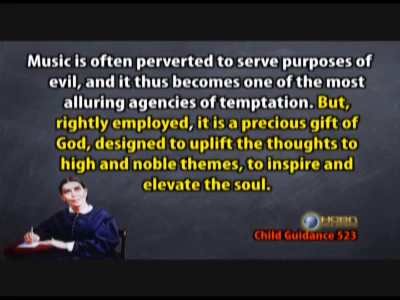 Music is often perverted to serve purposes of
evil, and it thus becomes one of the most
alluring agencies of temptation. But,
rightly employed, it is a precious gift of
God, designed to uplift the thoughts to
high and noble themes, to inspire and
elevate the soul.
HCBN
Child Guidance 523